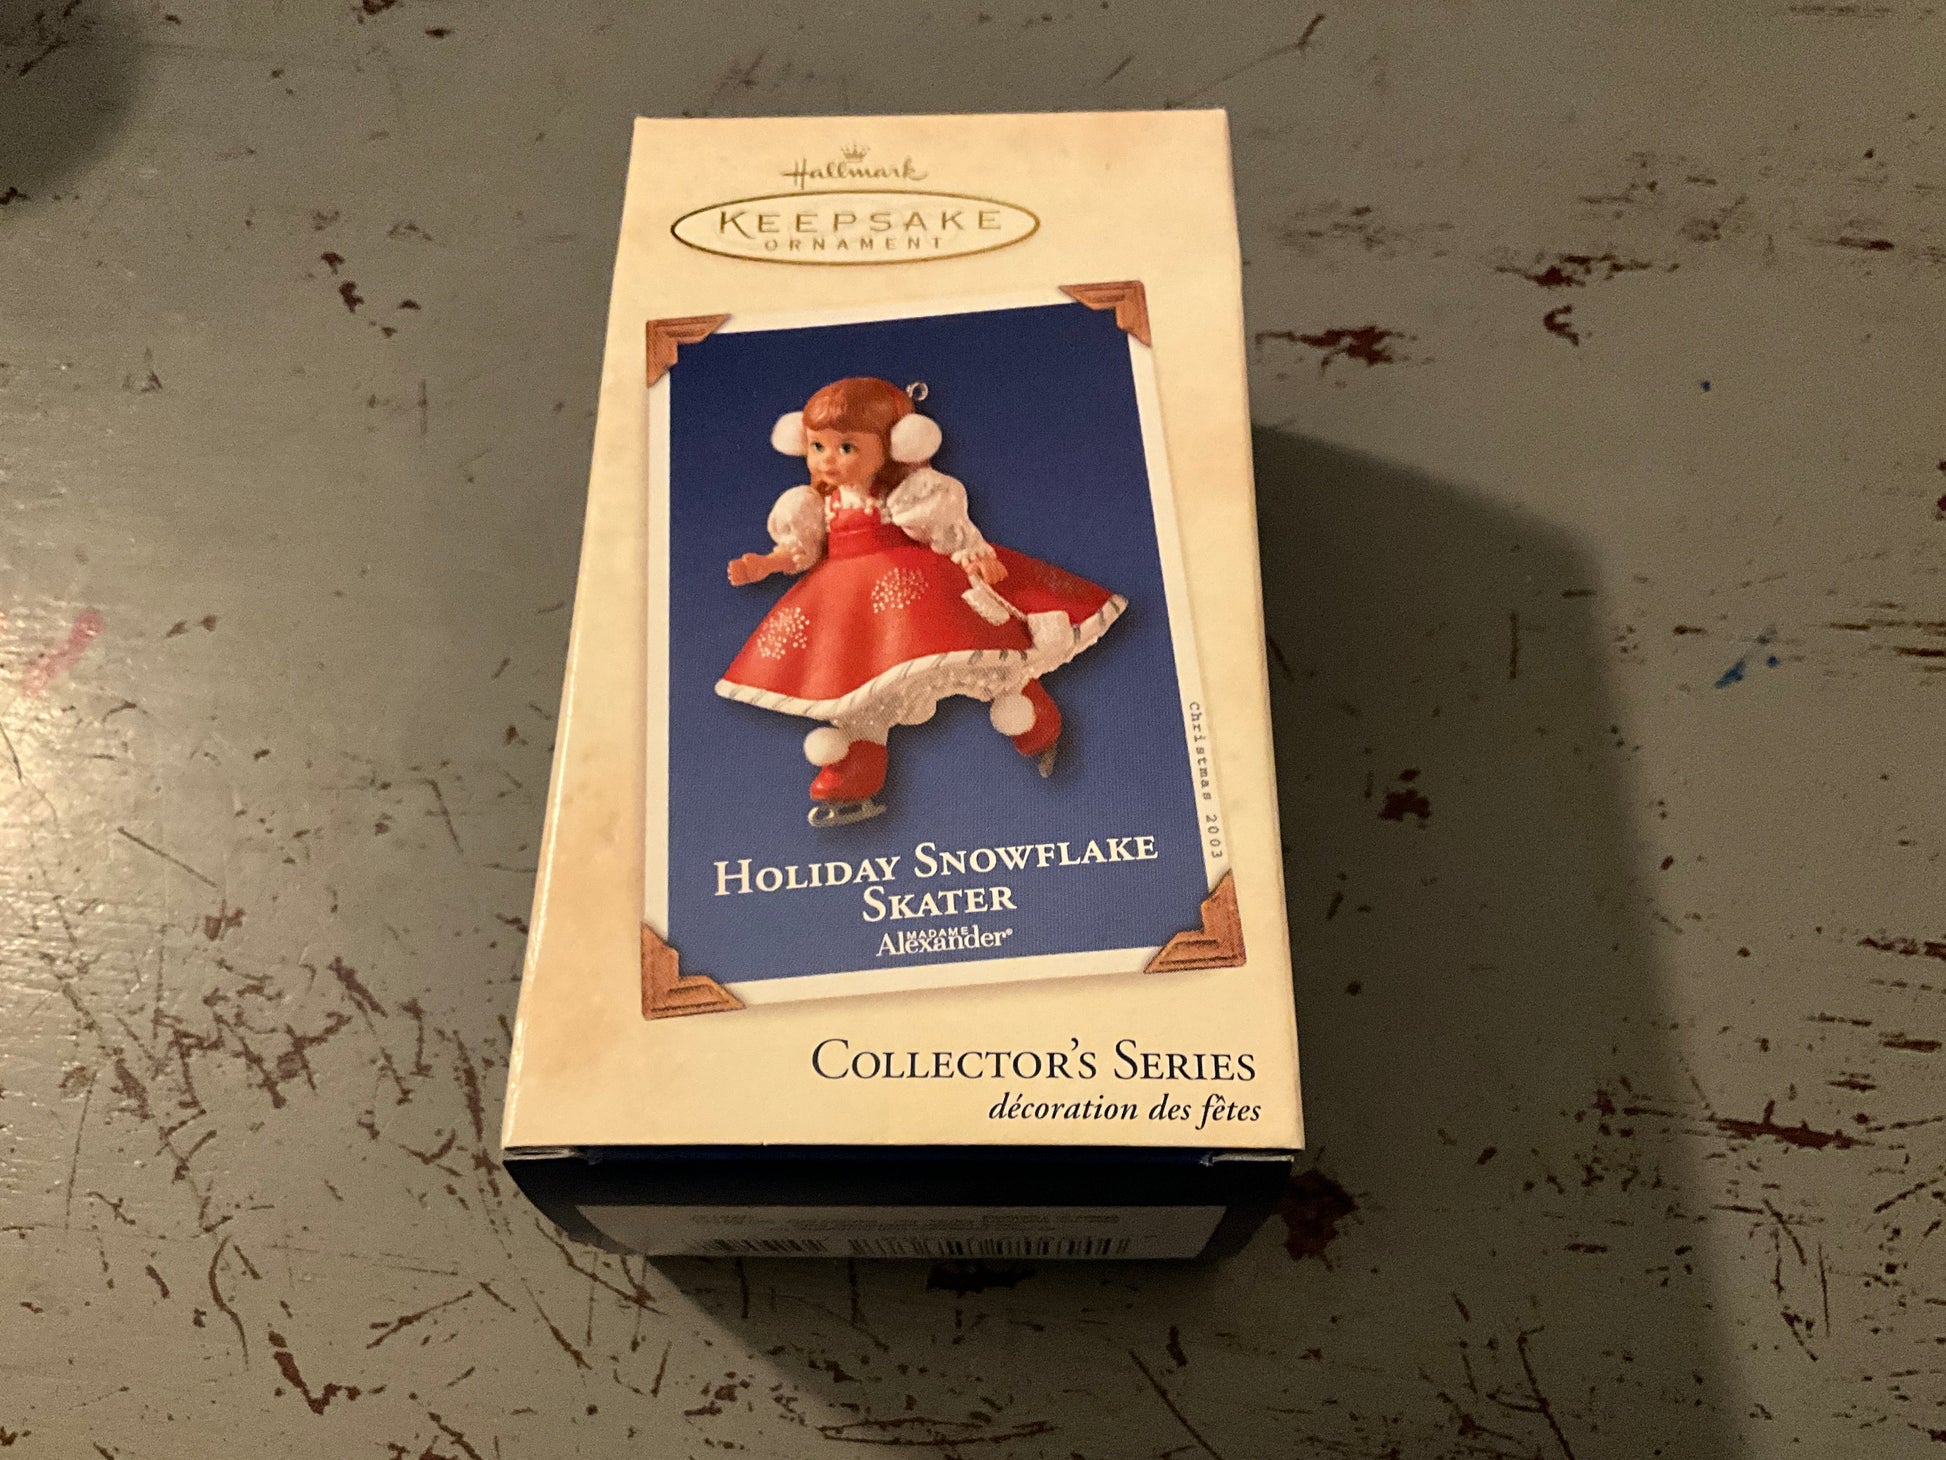 Hallmark
KEEPSAKE
ORNAMENT
Christmas 2003
HOLIDAY SNOWFLAKE
SKATER
MADAME
Alexander®
COLLECTOR'S SERIES
décoration des fêtes